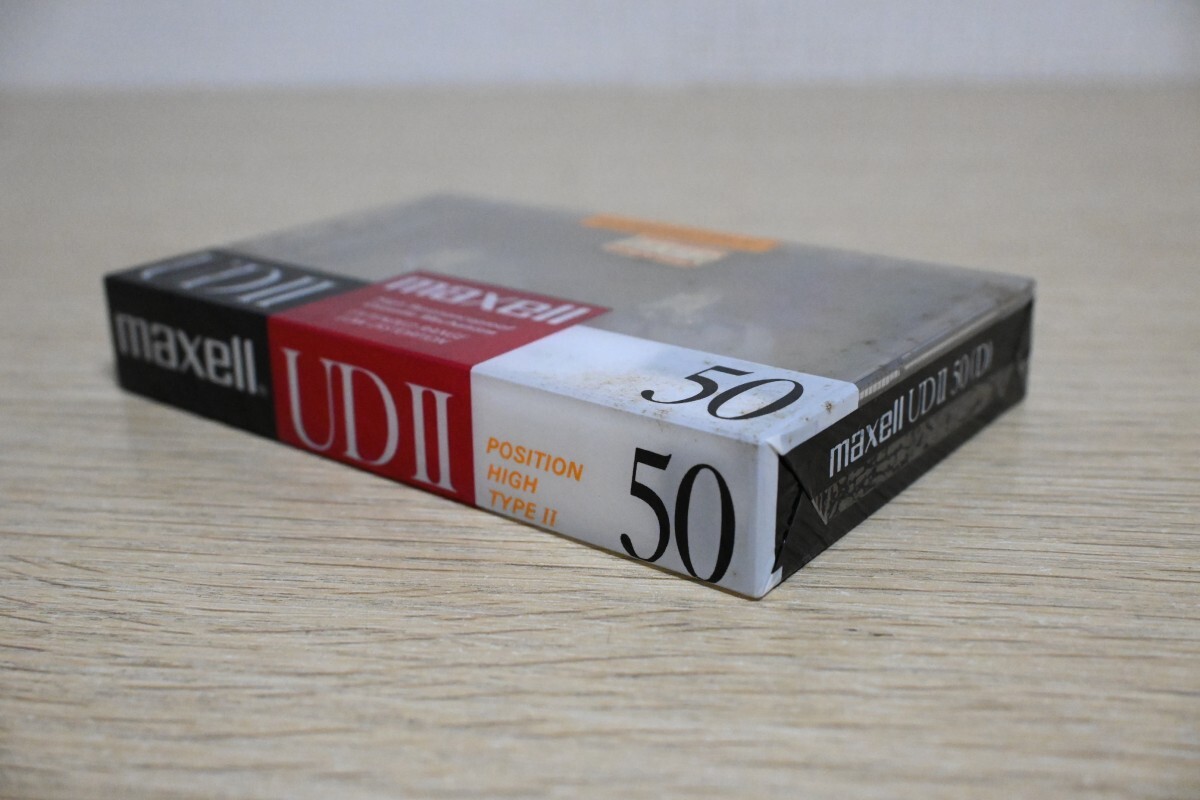 UDII
maxell
50
maxell
UDII
POSITION
HIGH
TYPE II
50
maxell UDII 50